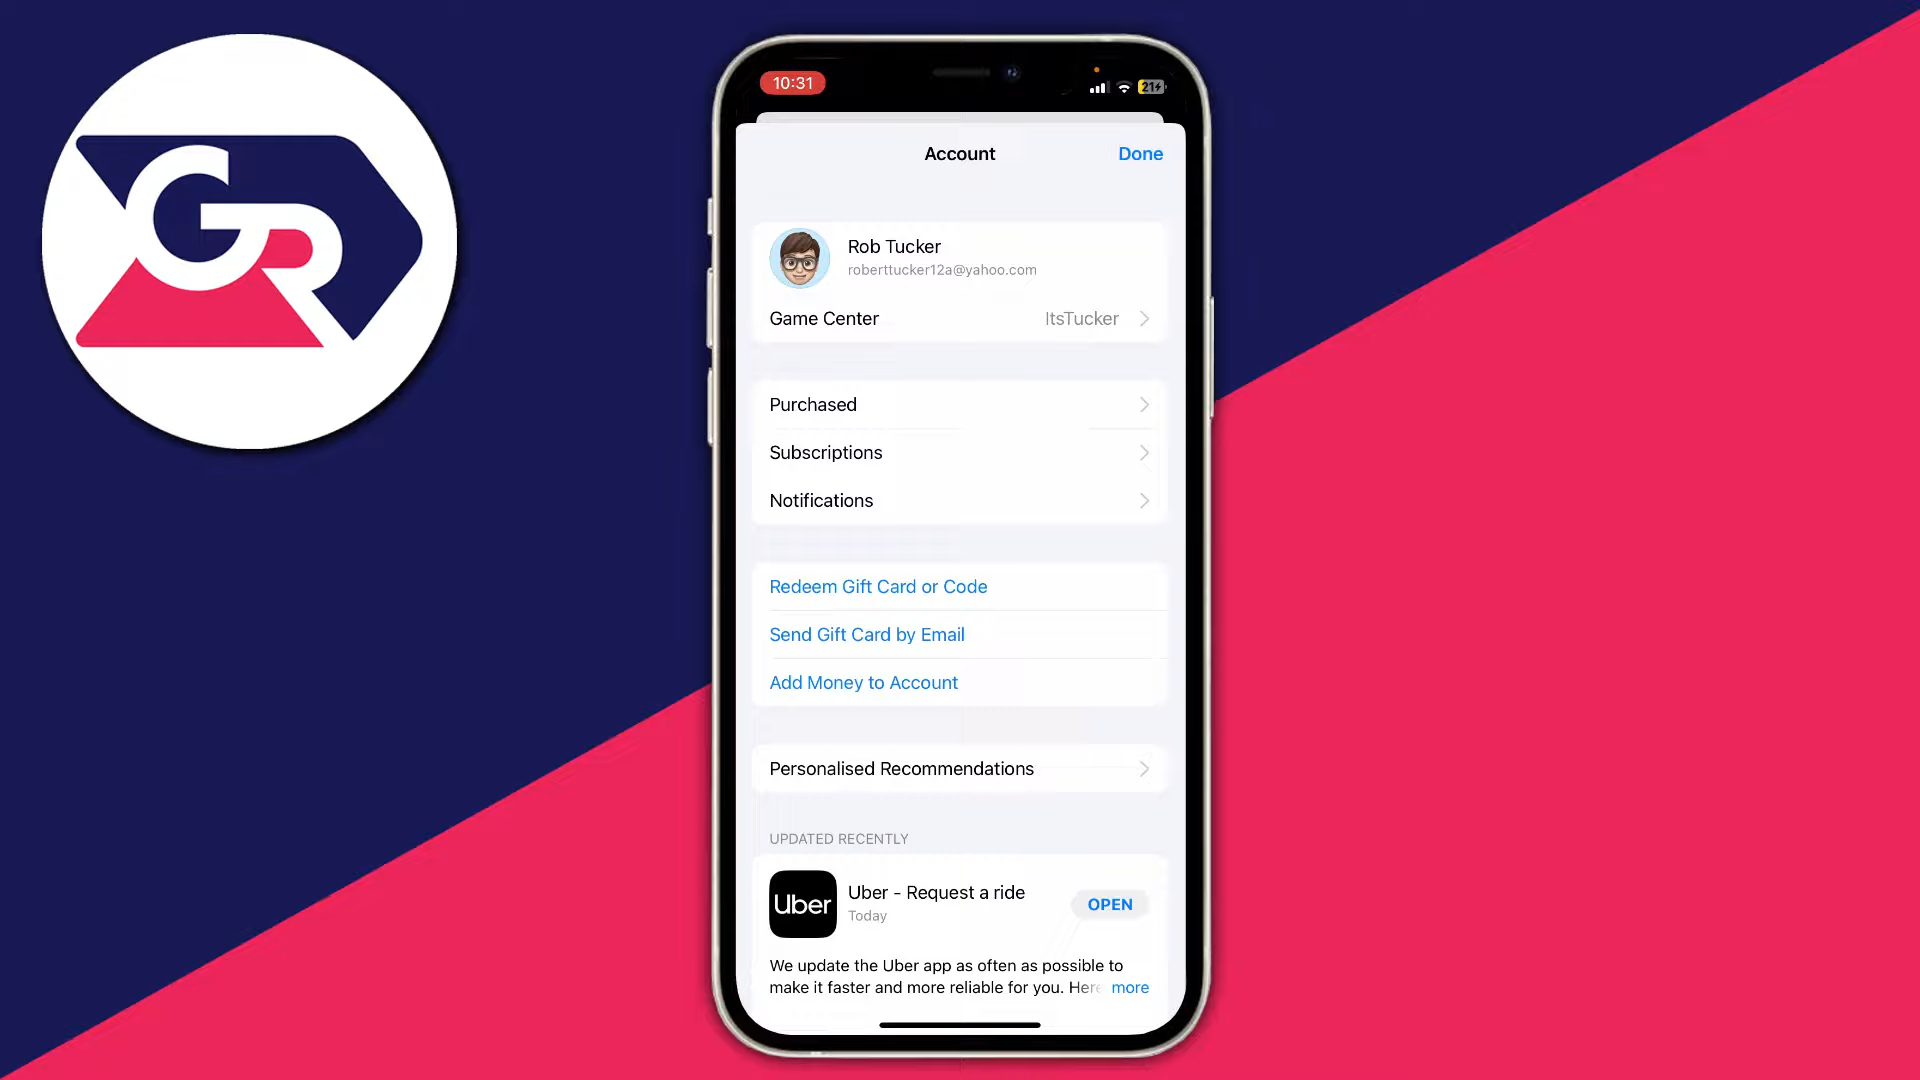 GR
10:31
21
Account
Done
Rob Tucker
roberttucker12a@yahoo.com
Game Center
ItsTucker
Purchased
Subscriptions
Notifications
Redeem Gift Card or Code
Send Gift Card by Email
Add Money to Account
Personalised Recommendations
UPDATED RECENTLY
Uber
Uber - Request a ride
Today
OPEN
We update the Uber app as often as possible to
make it faster and more reliable for you. Here more